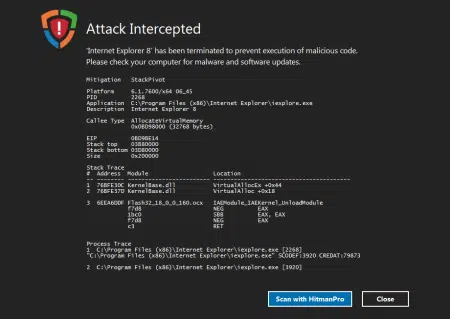 Attack Intercepted
'Internet Explorer 8' has been terminated to prevent execution of malicious code.
Please check your computer for malware and software updates.
Mitigation StackPivot
Platform 6.1.7600/x64 06_45
PID 2268
Application C:\Program Files (x86)\Internet Explorer\iexplore.exe
Description Internet Explorer 8
Callee Type AllocateVirtualMemory
0x0BD98000 (32768 bytes)
EIP 0BD9BE14
Stack top 03B80000
Stack bottom 03D80000
Size 0x200000
Stack Trace
# Address Module Location
-- -------- ------------------------ ----------------------------------------
1 76BFE30C KernelBase.dll VirtualAllocEx +0x44
2 76BFE37D KernelBase.dll VirtualAlloc +0x18
3 6EEA6DDF Flash32_18_0_0_160.ocx IAEModule_IAEKernel_UnloadModule
f7d8 NEG EAX
1bc0 SBB EAX, EAX
f7d8 NEG EAX
c3 RET
Process Trace
1 C:\Program Files (x86)\Internet Explorer\iexplore.exe [2268]
"C:\Program Files (x86)\Internet Explorer\iexplore.exe" SCODEF:3920 CREDAT:79873
2 C:\Program Files (x86)\Internet Explorer\iexplore.exe [3920]
Scan with HitmanPro Close